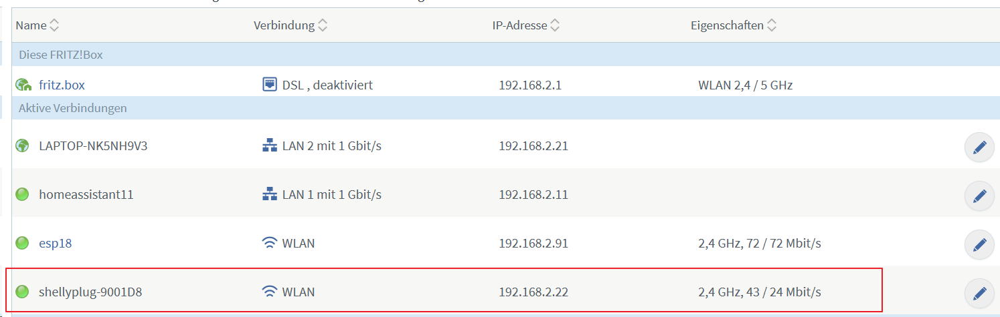 Name Verbindung IP-Adresse Eigenschaften
Diese FRITZ!Box
fritz.box DSL , deaktiviert 192.168.2.1 WLAN 2,4 / 5 GHz
Aktive Verbindungen
LAPTOP-NK5NH9V3 LAN 2 mit 1 Gbit/s 192.168.2.21
homeassistant11 LAN 1 mit 1 Gbit/s 192.168.2.11
esp18 WLAN 192.168.2.91 2,4 GHz, 72 / 72 Mbit/s
shellyplug-9001D8 WLAN 192.168.2.22 2,4 GHz, 43 / 24 Mbit/s